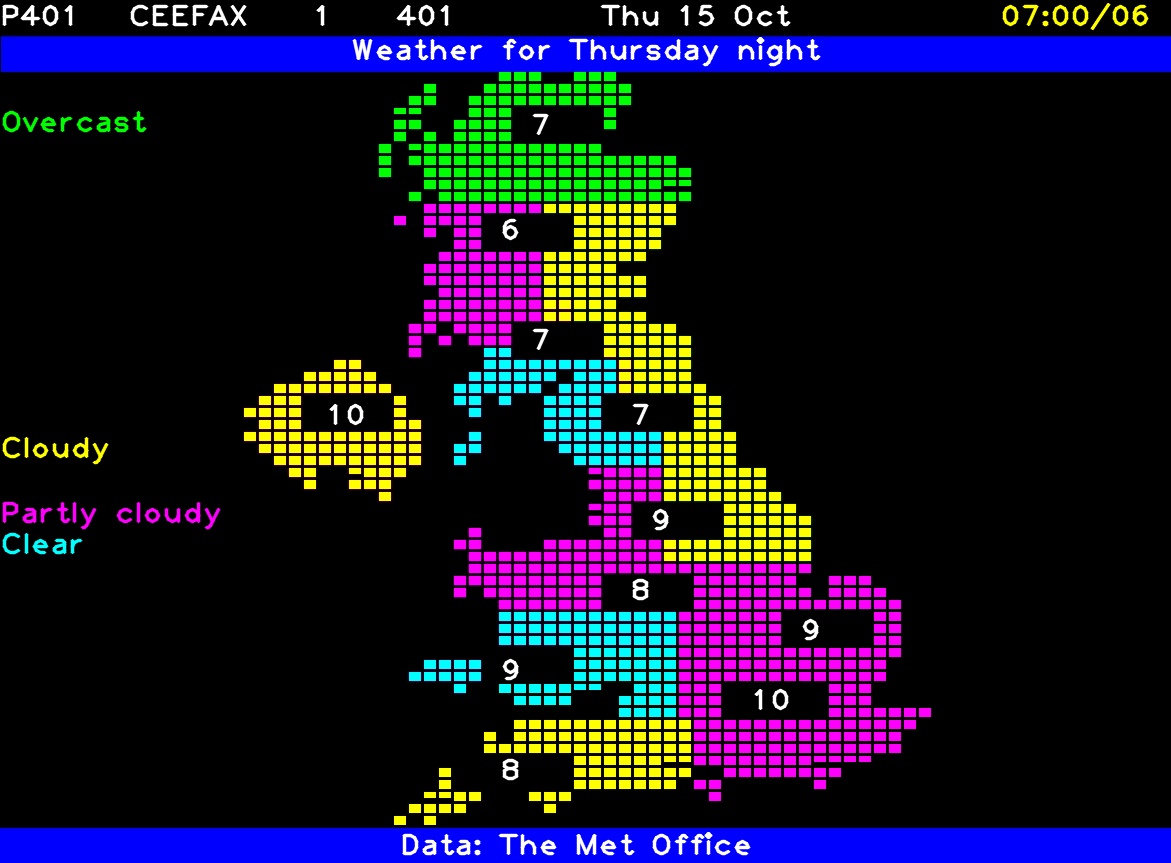 P401 CEEFAX 1 401 Thu 15 Oct 07:00/06
Weather for Thursday night
Overcast
7
6
7
10
7
Cloudy
Partly cloudy
9
Clear
8
9
9
10
8
Data: The Met Office